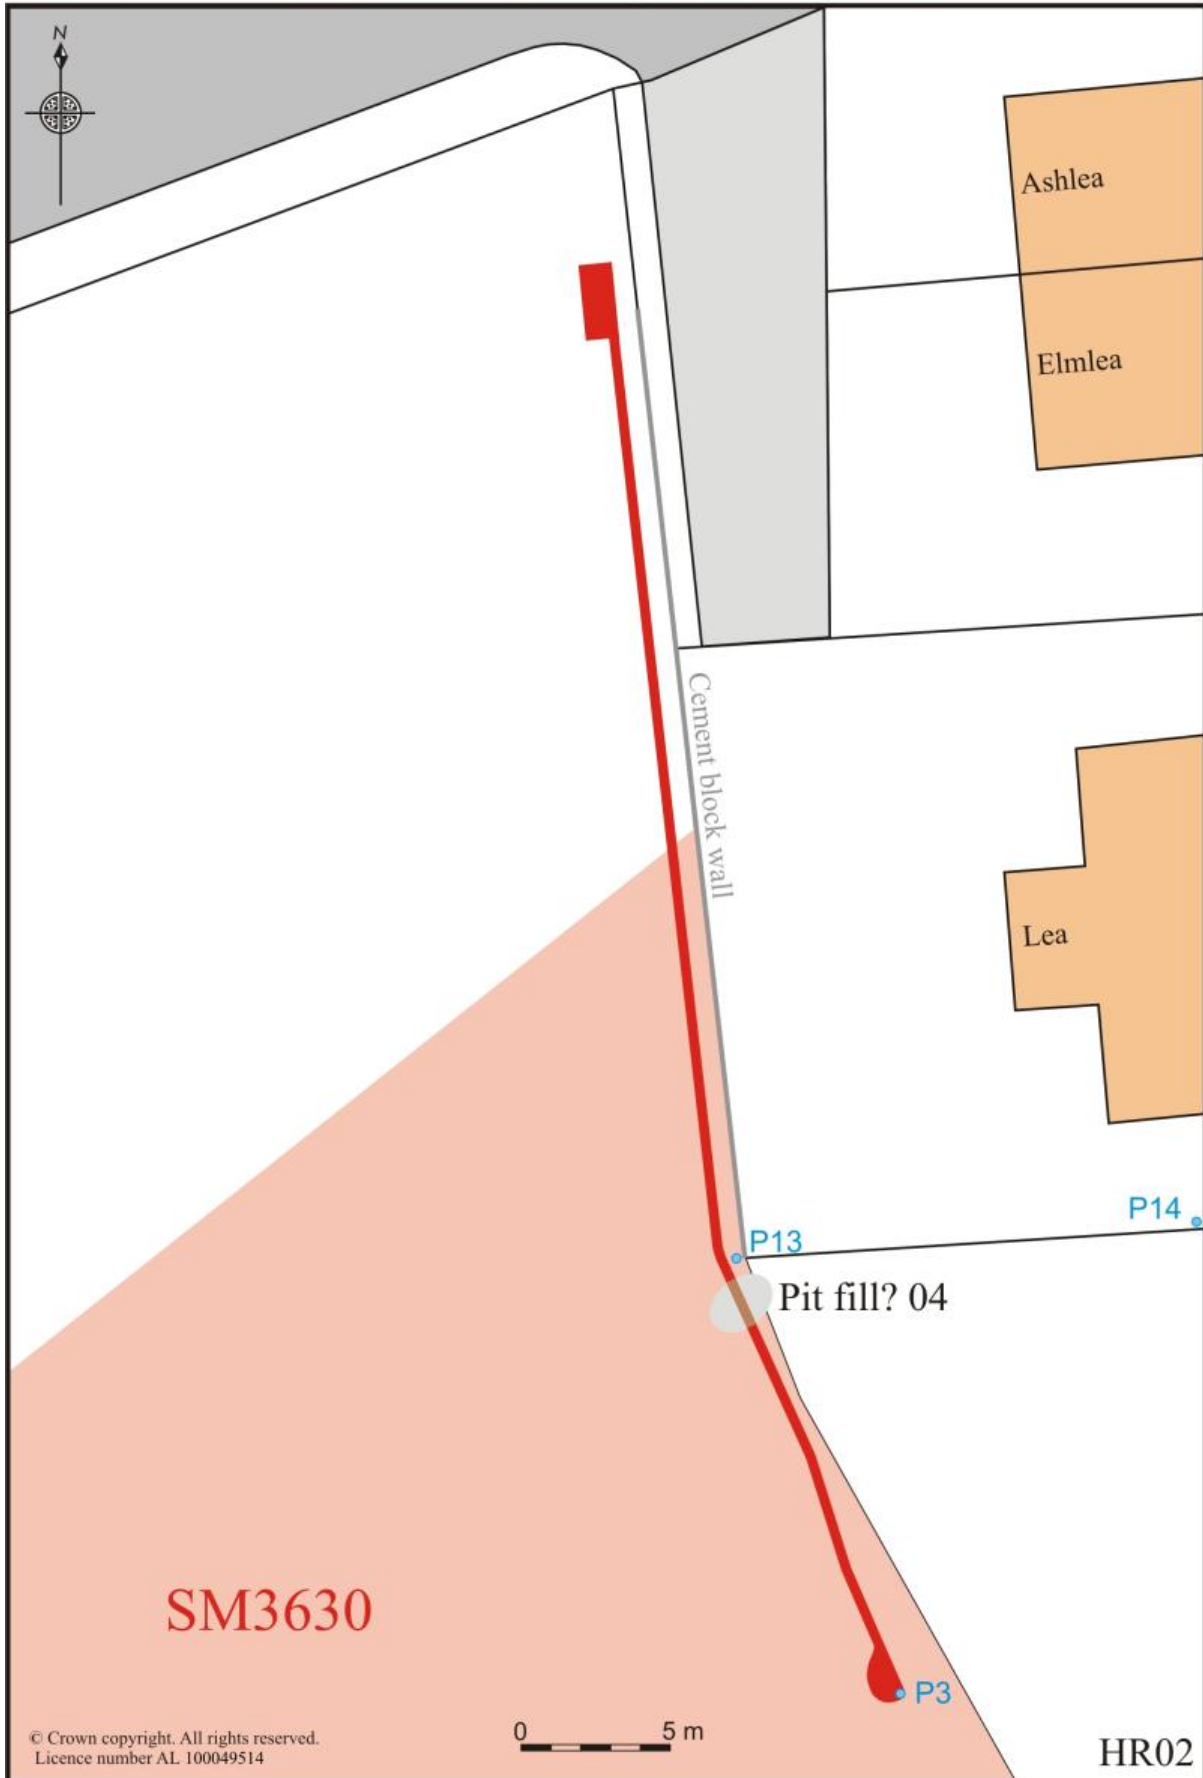 N
Ashlea
Elmlea
Cement block wall
Lea
P14
P13
Pit fill? 04
SM3630
P3
© Crown copyright. All rights reserved.
Licence number AL 100049514
0 5 m
HR02